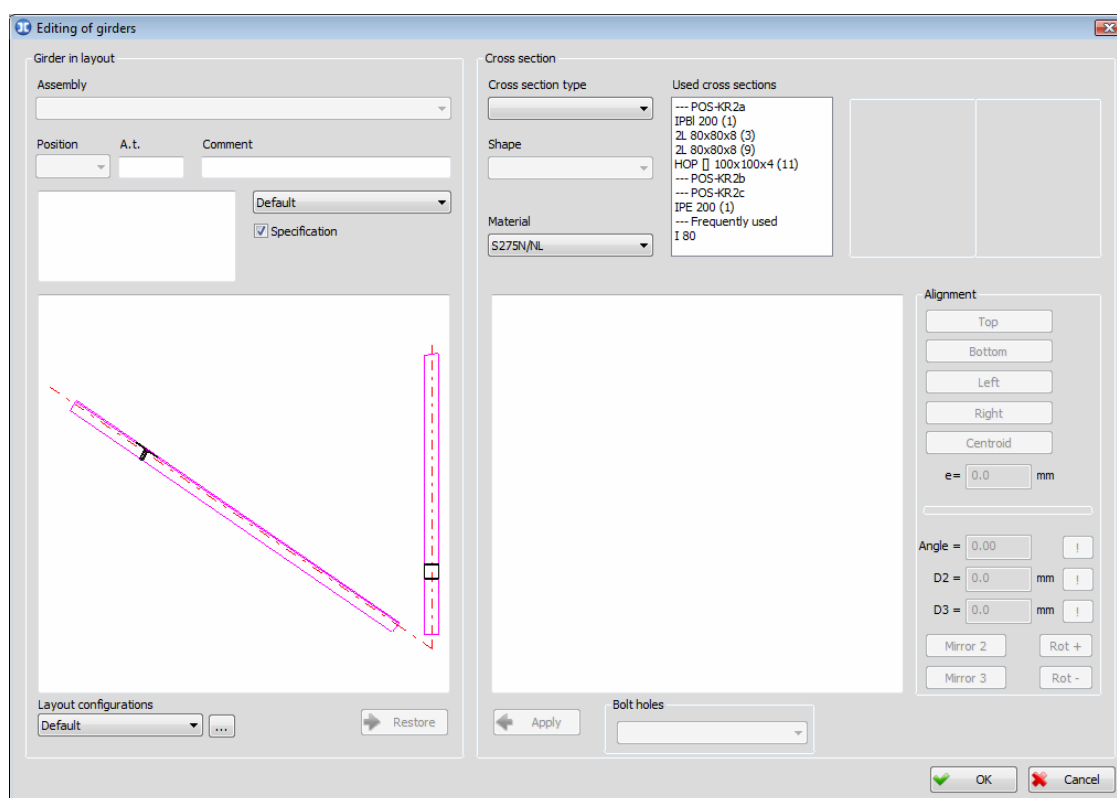 Editing of girders
Girder in layout
Assembly
Position A.t. Comment
Default
Specification
Layout configurations
Default ... Restore
Cross section
Cross section type
Shape
Material
S275N/NL
Used cross sections
--- POS-KR2a
IPBl 200 (1)
2L 80x80x8 (3)
2L 80x80x8 (9)
HOP [] 100x100x4 (11)
--- POS-KR2b
--- POS-KR2c
IPE 200 (1)
--- Frequently used
I 80
Alignment
Top
Bottom
Left
Right
Centroid
e= 0.0 mm
Angle = 0.00 !
D2 = 0.0 mm !
D3 = 0.0 mm !
Mirror 2 Rot +
Mirror 3 Rot -
Apply
Bolt holes
OK Cancel